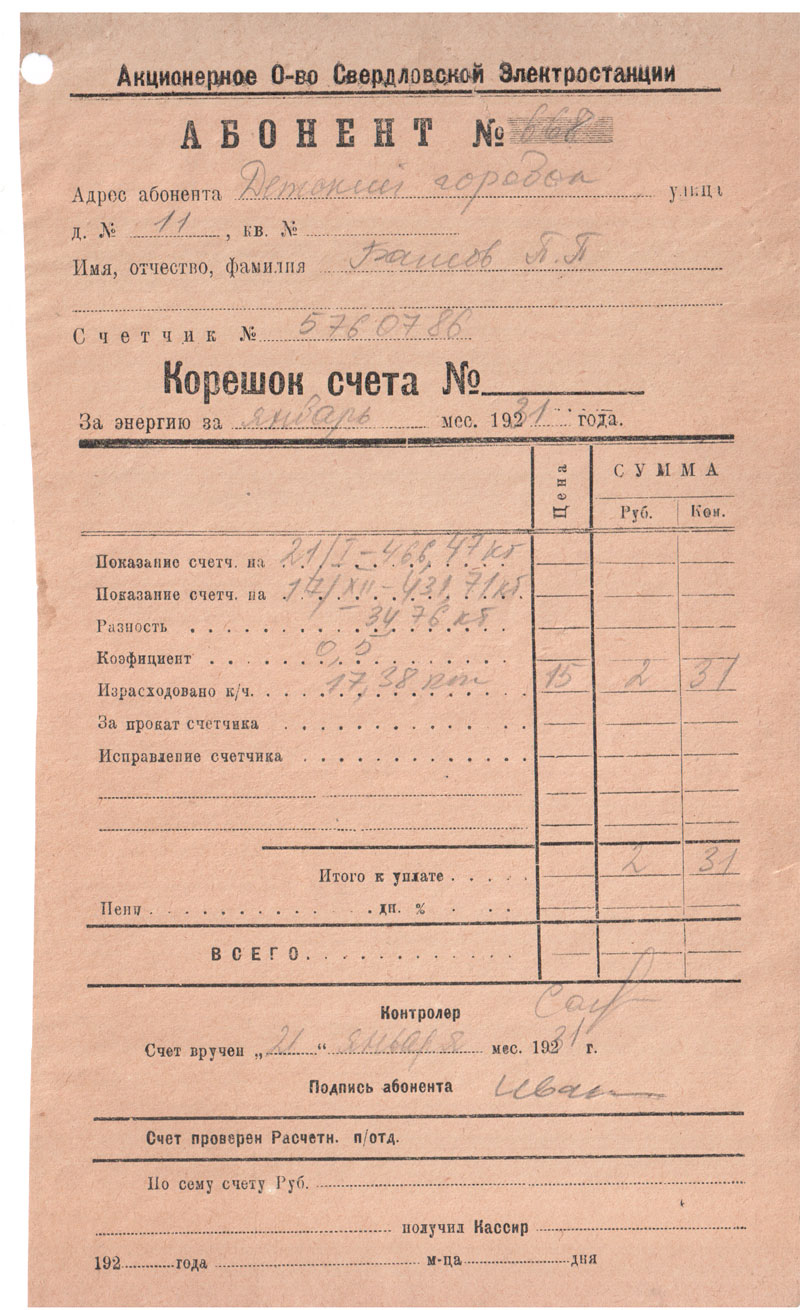 Акционерное О-во Свердловской Электростанции
АБОНЕНТ № 668
Адрес абонента Детский городок улица
д. № 11, кв. №
Имя, отчество, фамилия П.П
Счетчик № 5760786
Корешок счета №
За энергию за январь мес. 1931 года.
Цена СУММА
Руб. Коп.
Показание счетч. на 21/I - 466,47 кв
Показание счетч. на 17/XII - 431,71 кв
Разность 34 76 кв
Коэфициент 0,5
Израсходовано к/ч. 17,38 15 2 31
За прокат счетчика
Исправление счетчика
Итого к уплате 2 31
Пени дн. %
ВСЕГО
Контролер
Счет вручен „21“ января мес. 1931 г.
Подпись абонента
Счет проверен Расчетн. п/отд.
По сему счету Руб.
получил Кассир
192 года м-ца дня